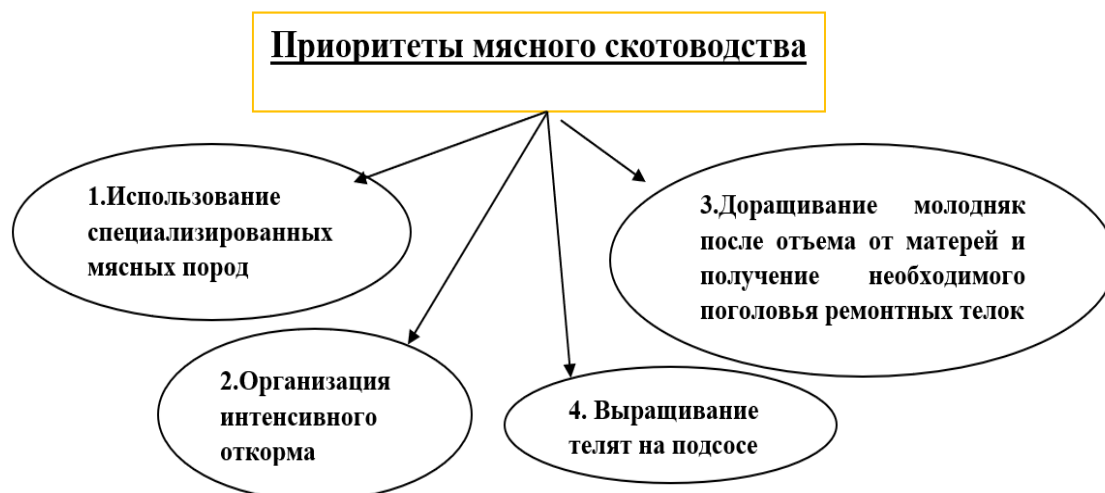 Приоритеты мясного скотоводства
1.Использование
специализированных
мясных пород
2.Организация
интенсивного
откорма
3.Доращивание молодняк
после отъема от матерей и
получение необходимого
поголовья ремонтных телок
4. Выращивание
телят на подсосе